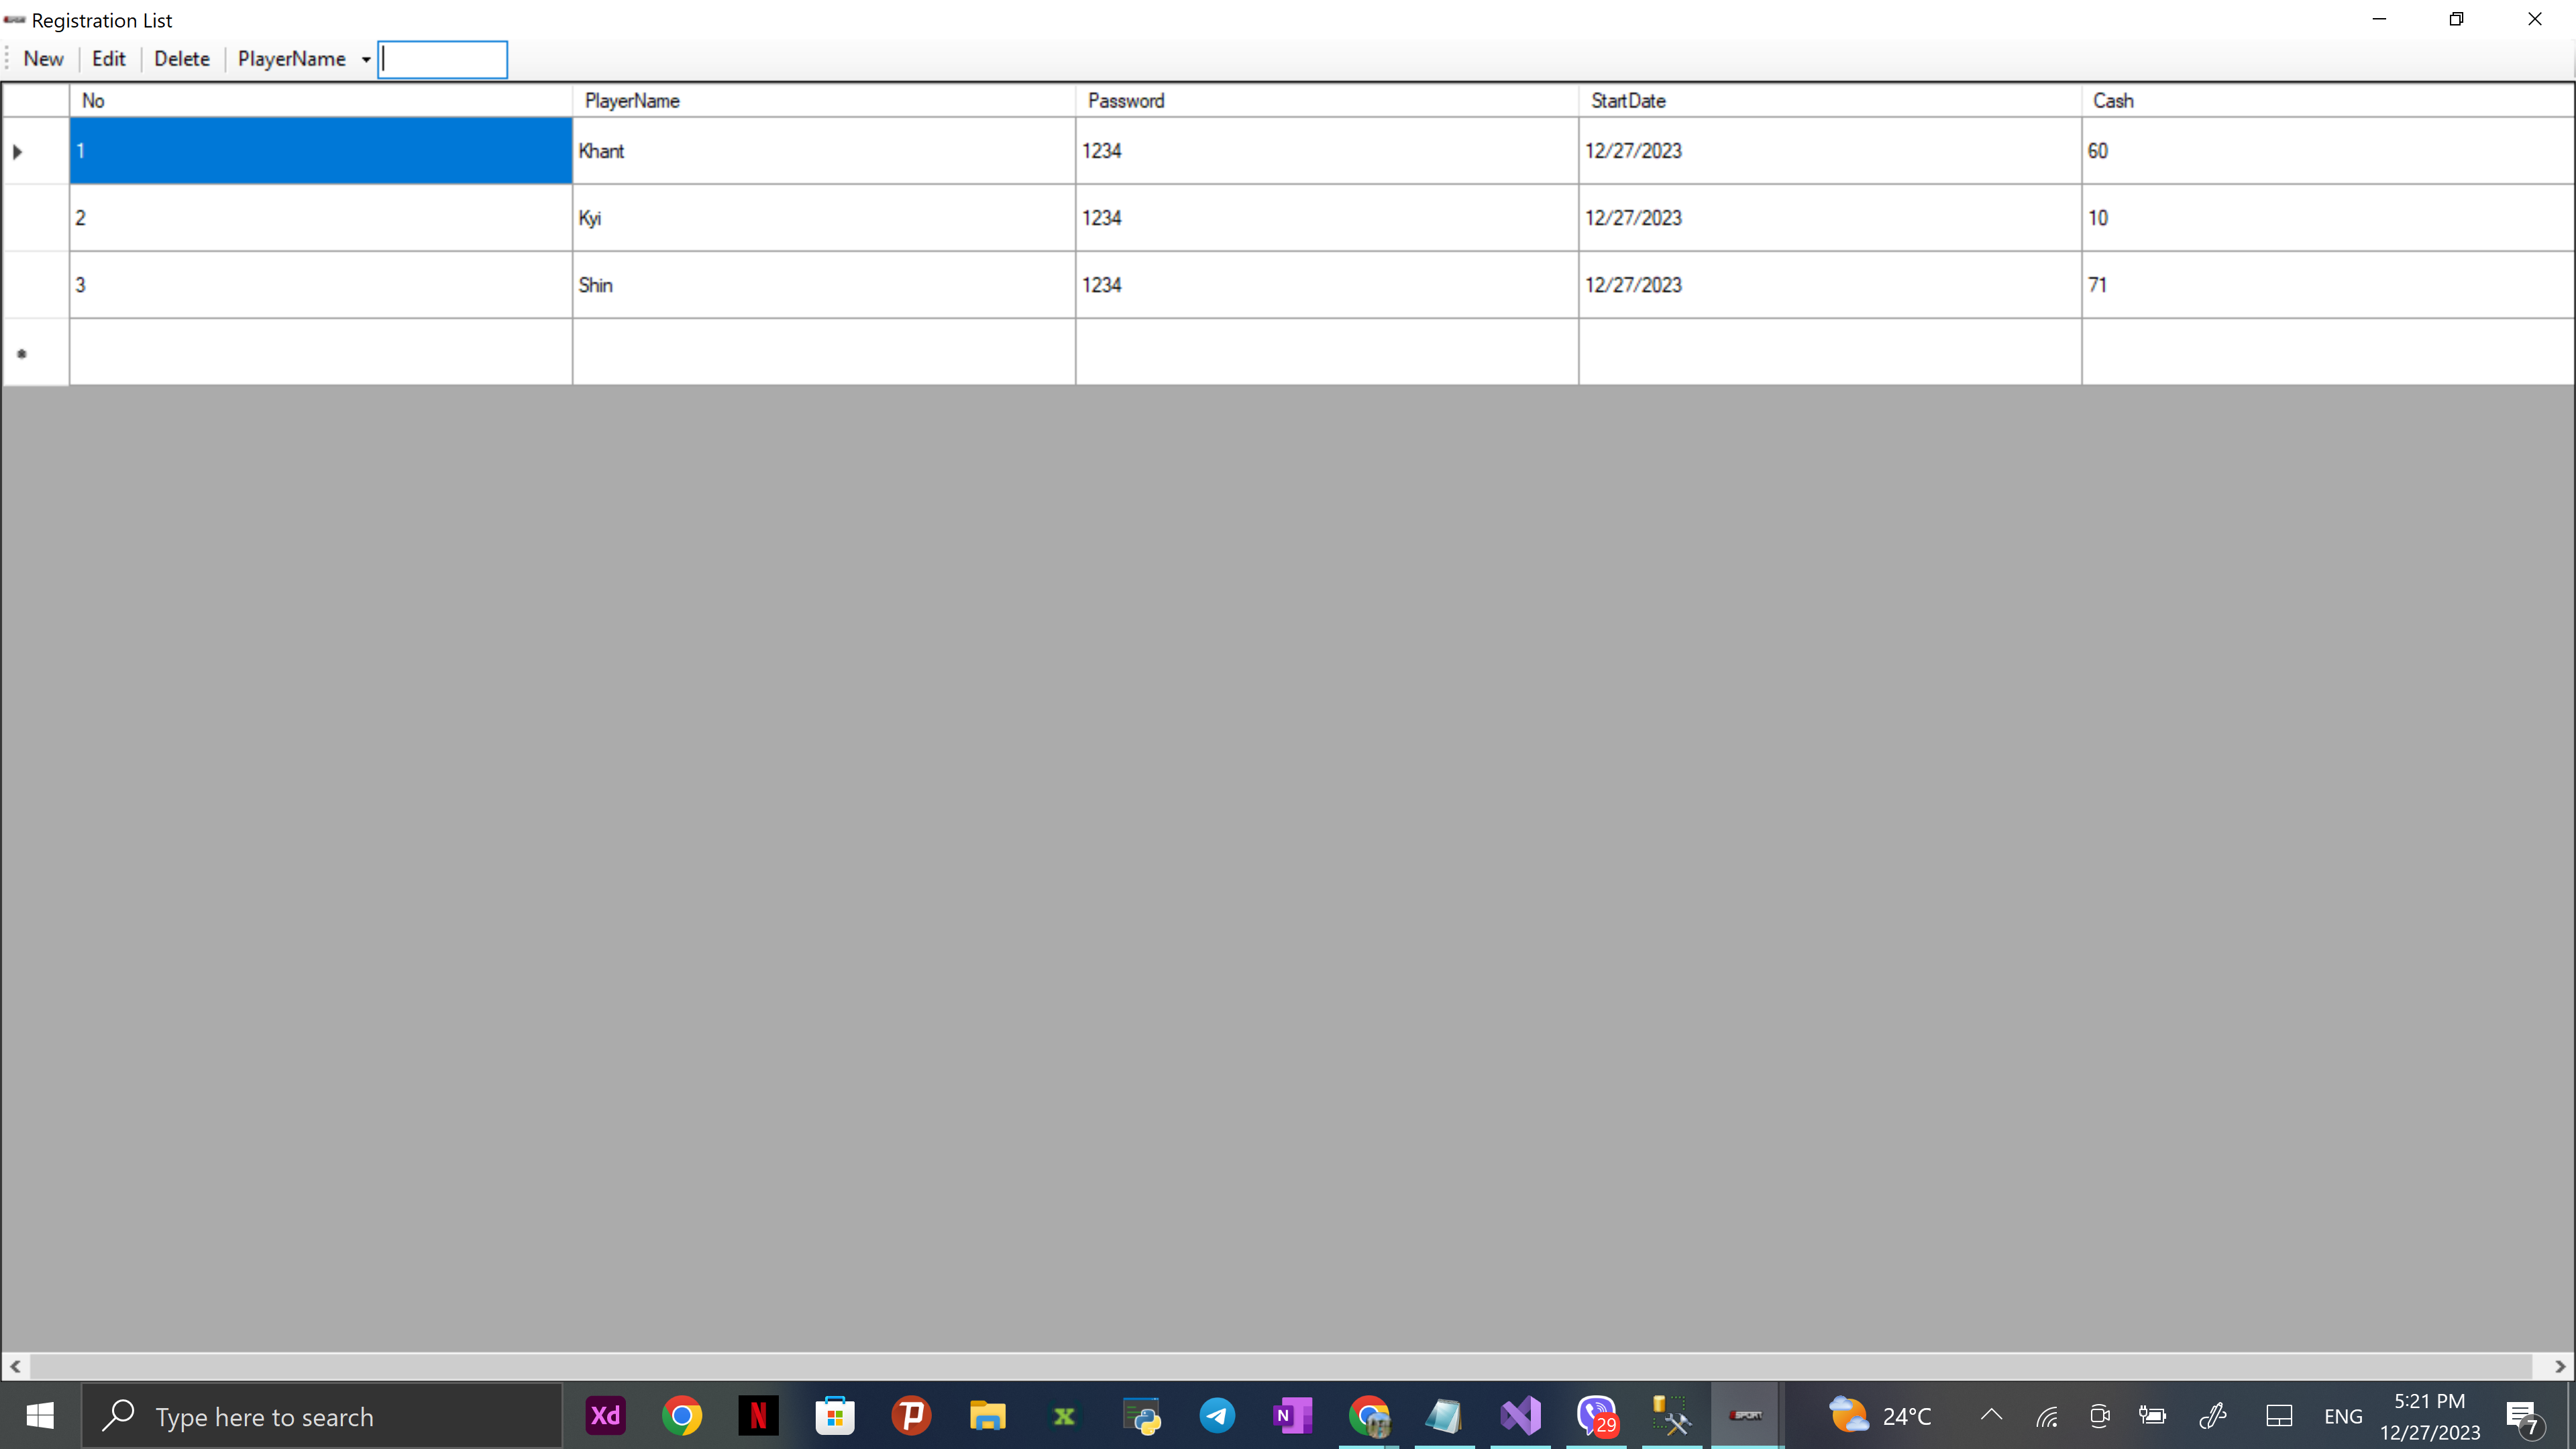 Registration List
New Edit Delete PlayerName
No PlayerName Password StartDate Cash
1 Khant 1234 12/27/2023 60
2 Kyi 1234 12/27/2023 10
3 Shin 1234 12/27/2023 71
Type here to search
Xd
N
N
29
ESPORT
24°C
ENG
5:21 PM
12/27/2023
7